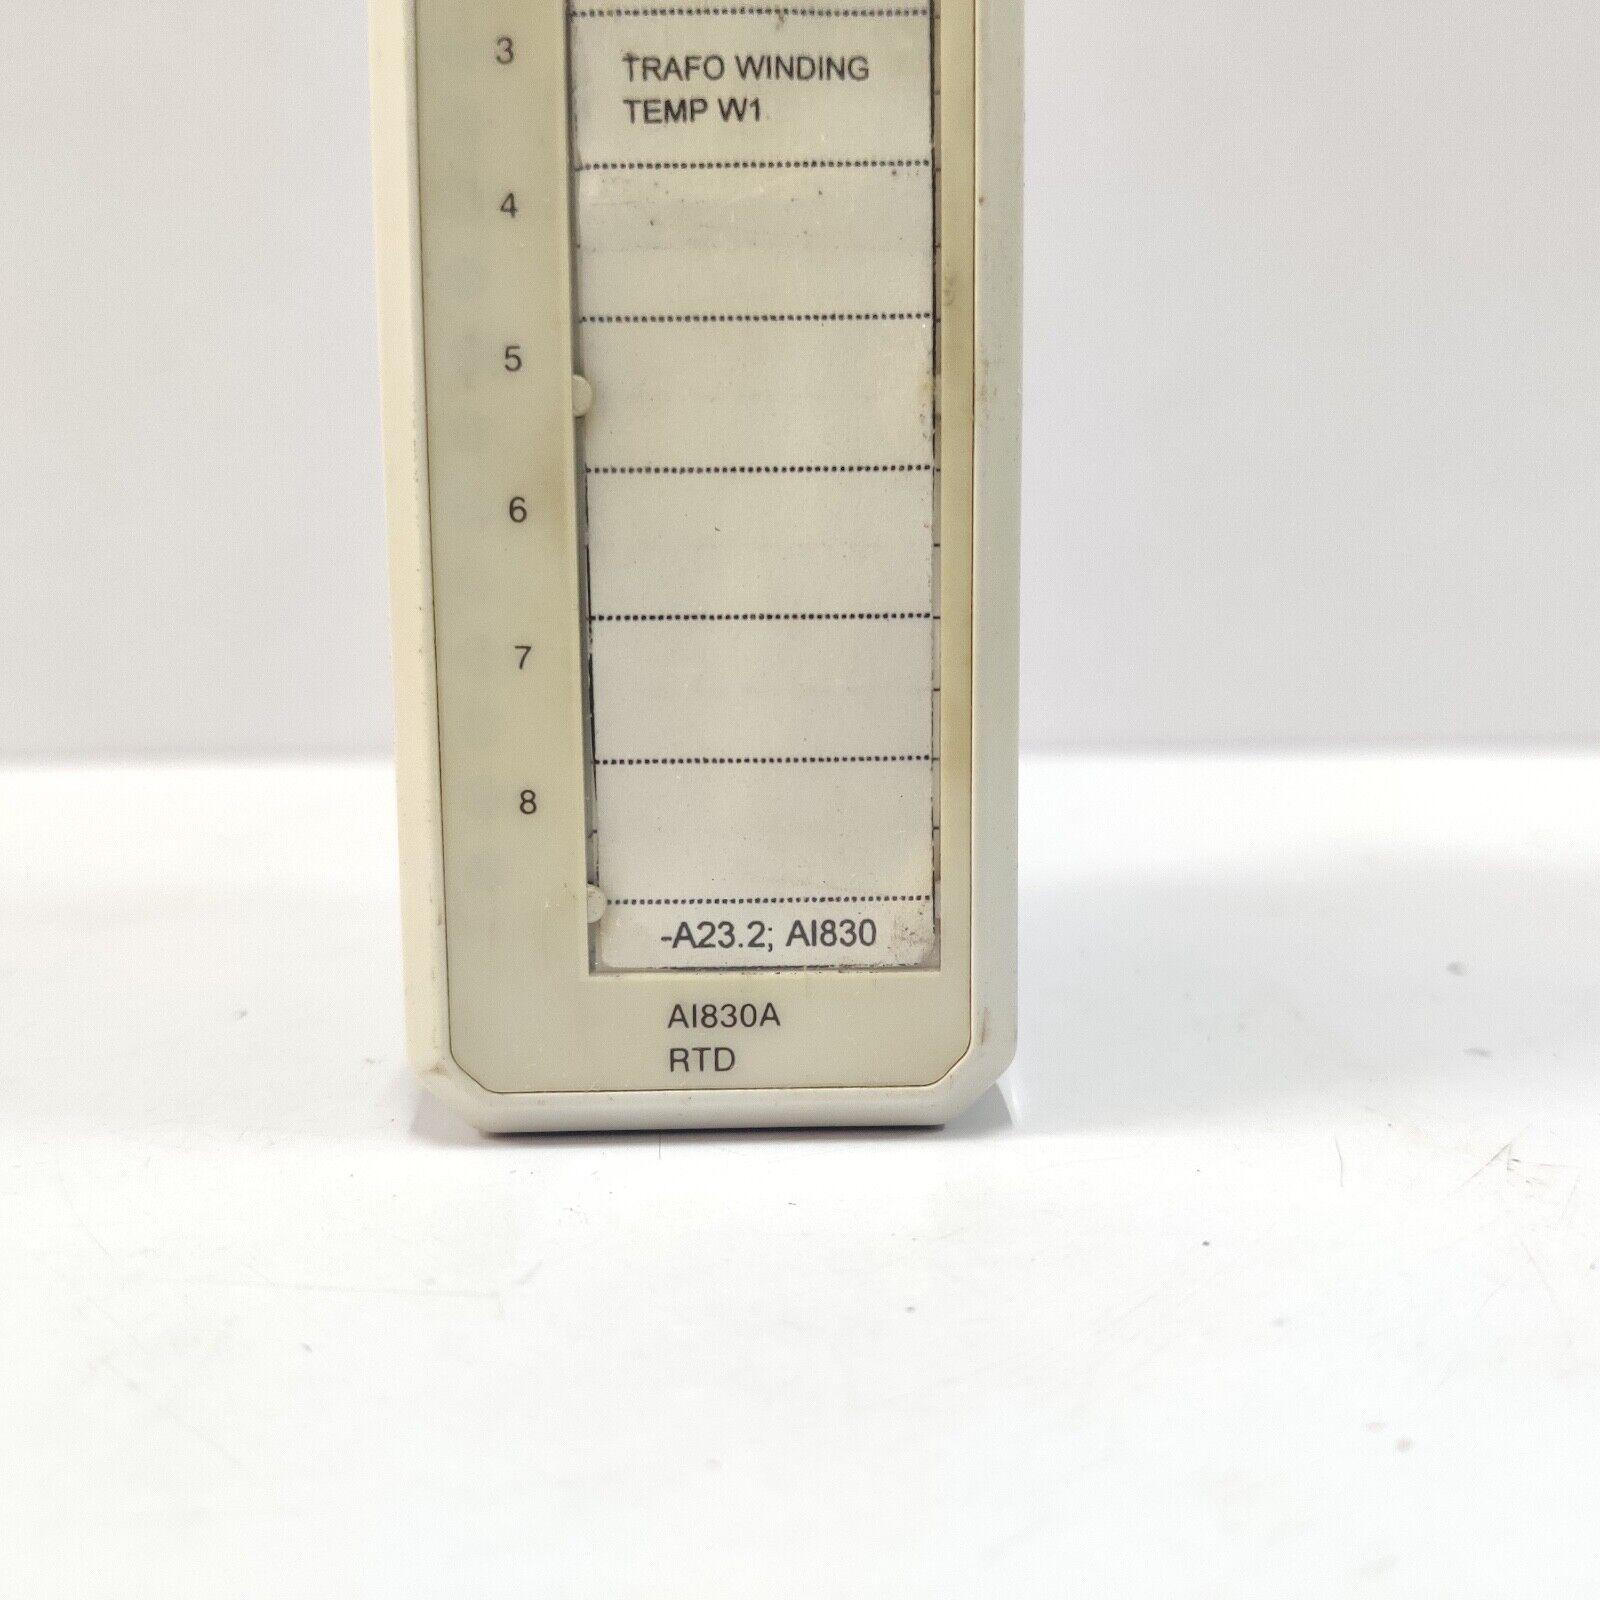 3
TRAFO WINDING
TEMP W1
4
5
6
7
8
-A23.2; AI830
AI830A
RTD